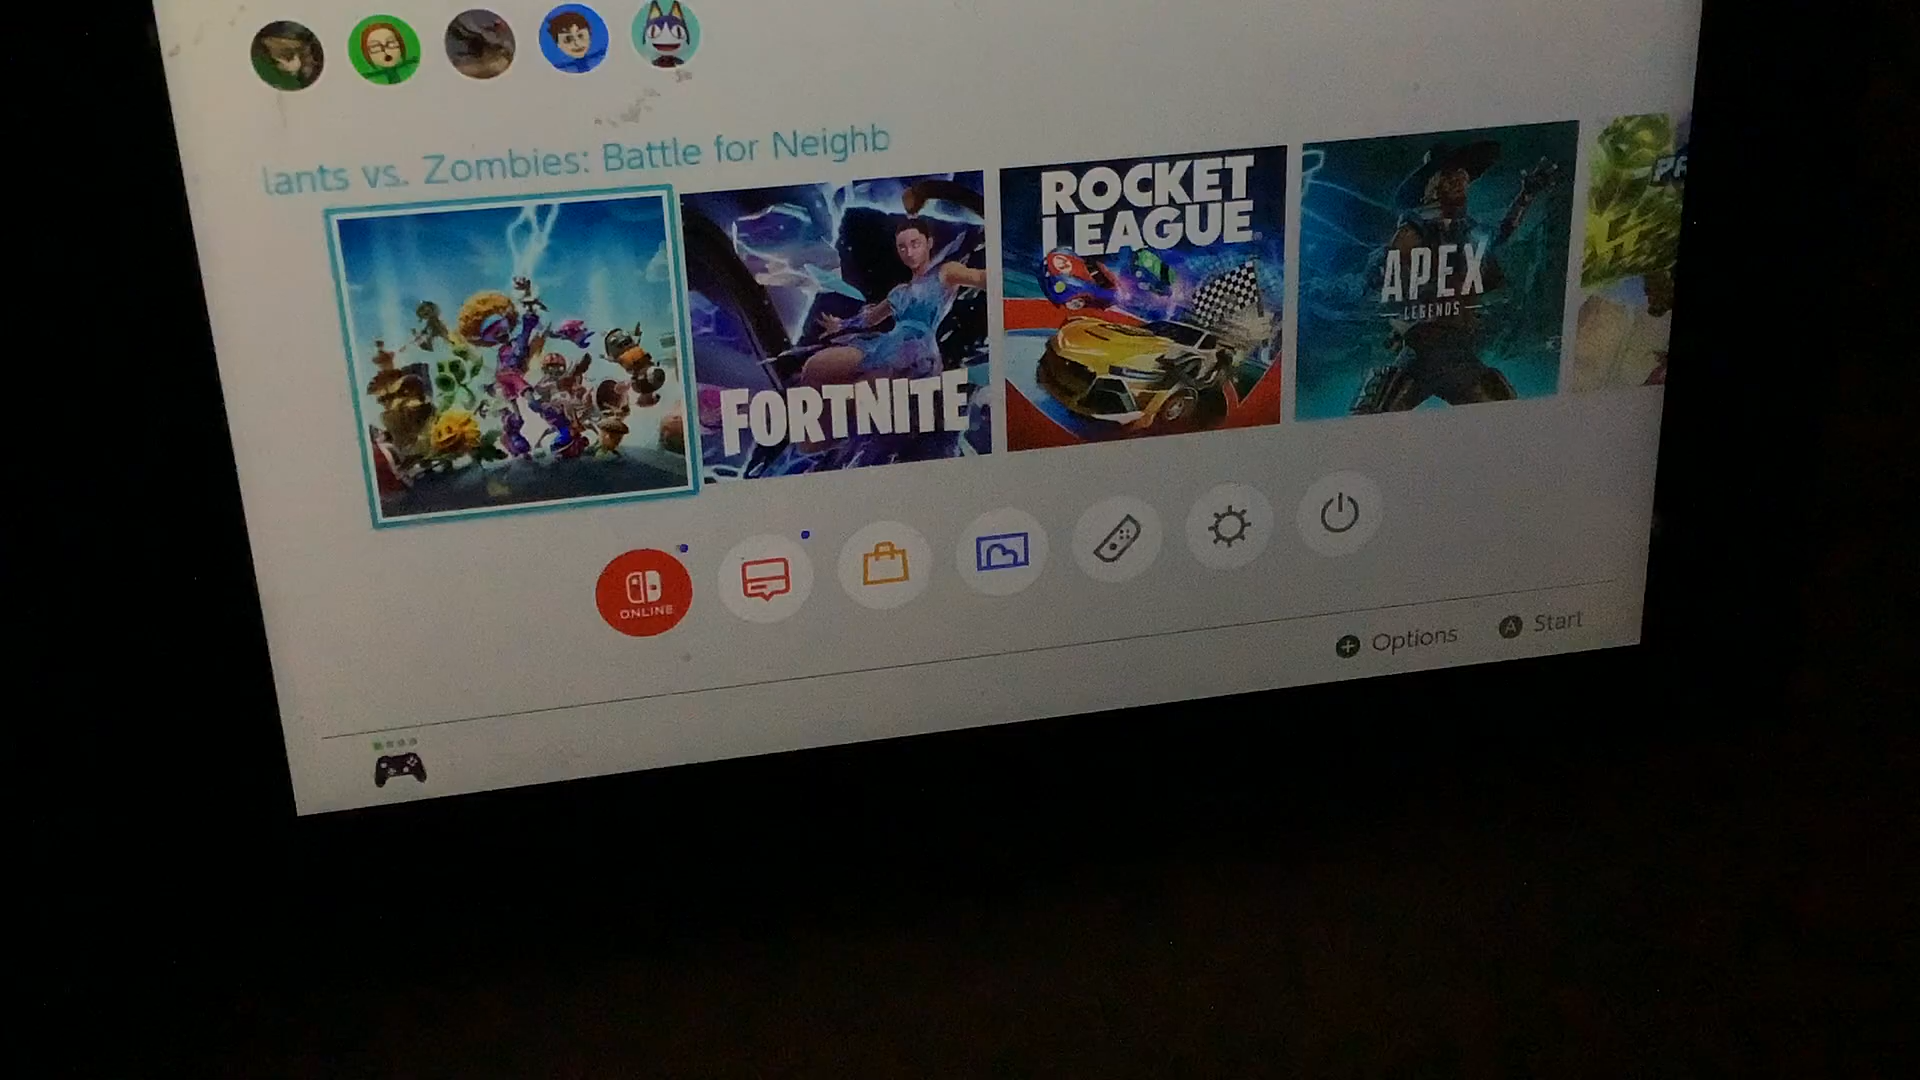 lants vs. Zombies: Battle for Neighb
FORTNITE
ROCKET
LEAGUE
APEX
LEGENDS
ONLINE
+ Options
A Start